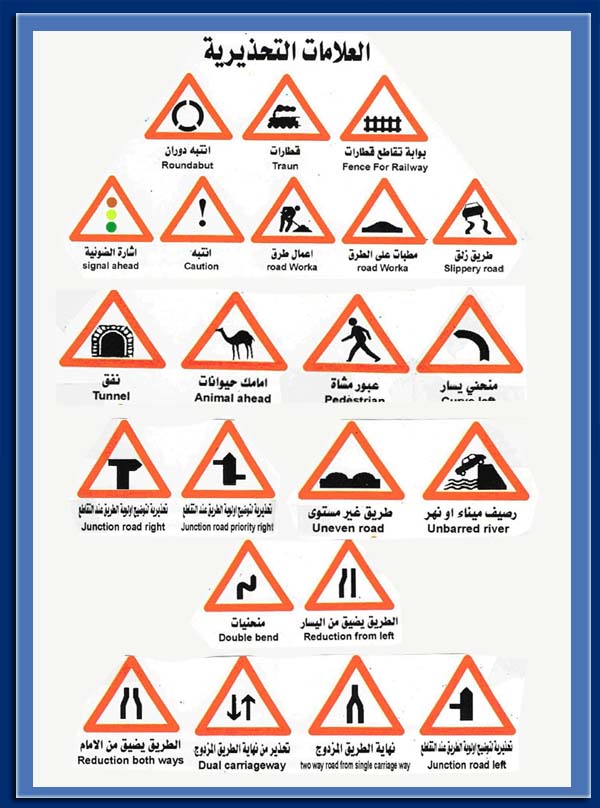 العلامات التحذيرية
انتبه دوران
Roundabut
قطارات
Traun
بوابة تقاطع قطارات
Fence For Railway
اشارة الضوئية
signal ahead
انتبه
Caution
اعمال طرق
road Worka
مطبات على الطرق
road Worka
طريق زلق
Slippery road
نفق
Tunnel
امامك حيوانات
Animal ahead
عبور مشاة
Pedestrian
منحني يسار
Curve left
تحذيرية لتوضيح اولوية الطريق عند التقاطع
Junction road right
تحذيرية لتوضيح اولوية الطريق عند التقاطع
Junction road priority right
طريق غير مستوى
Uneven road
رصيف ميناء او نهر
Unbarred river
منحنيات
Double bend
الطريق يضيق من اليسار
Reduction from left
الطريق يضيق من الامام
Reduction both ways
تحذير من نهاية الطريق المزدوج
Dual carriageway
نهاية الطريق المزدوج
two way road from single carriage way
تحذيرية لتوضيح اولوية الطريق عند التقاطع
Junction road left